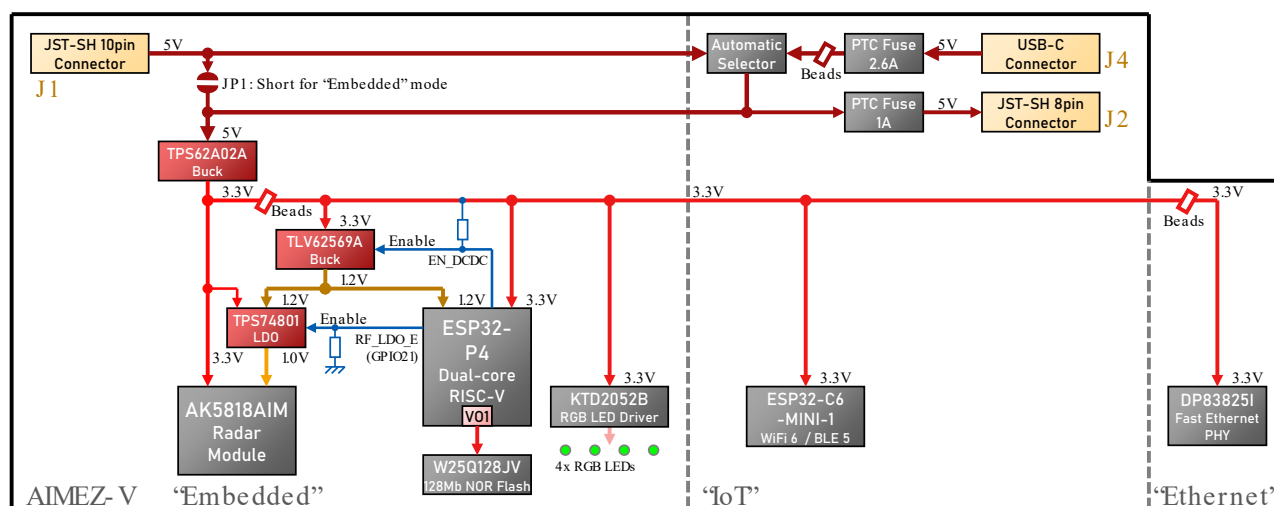 JST-SH 10pin
Connector
J1
5V
JP1: Short for “Embedded” mode
Automatic
Selector
Beads
PTC Fuse
2.6A
5V
USB-C
Connector
J4
PTC Fuse
1A
5V
JST-SH 8pin
Connector
J2
5V
TPS62A02A
Buck
3.3V
Beads
3.3V
3.3V
Beads
3.3V
TLV62569A
Buck
Enable
EN_DCDC
1.2V
1.2V
1.2V
3.3V
TPS74801
LDO
Enable
RF_LDO_E
(GPIO21)
3.3V
1.0V
ESP32-
P4
Dual-core
RISC-V
VO1
AK5818AIM
Radar
Module
W25Q128JV
128Mb NOR Flash
3.3V
KTD2052B
RGB LED Driver
4x RGB LEDs
3.3V
ESP32-C6
-MINI-1
WiFi 6 / BLE 5
3.3V
DP83825I
Fast Ethernet
PHY
AIMEZ-V
“Embedded”
“IoT”
“Ethernet”